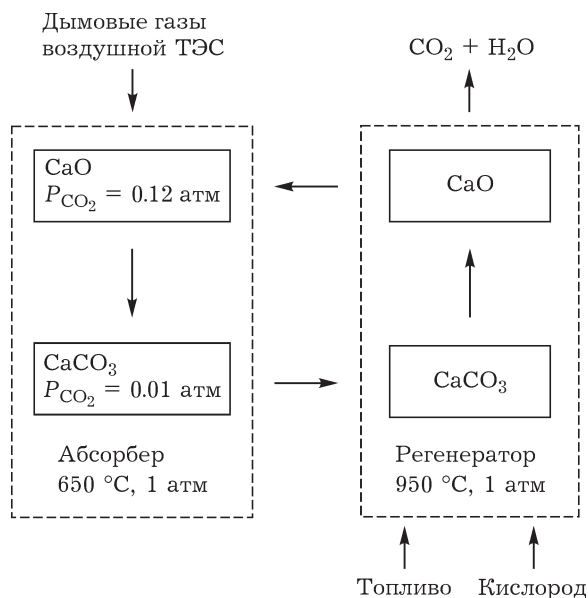 Дымовые газы
воздушной ТЭС
CO₂ + H₂O
CaO
P_CO₂ = 0.12 атм
CaO
CaCO₃
P_CO₂ = 0.01 атм
CaCO₃
Абсорбер
650 °C, 1 атм
Регенератор
950 °C, 1 атм
Топливо
Кислород